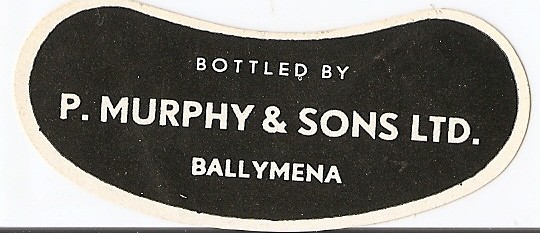 BOTTLED BY
P. MURPHY & SONS LTD.
BALLYMENA